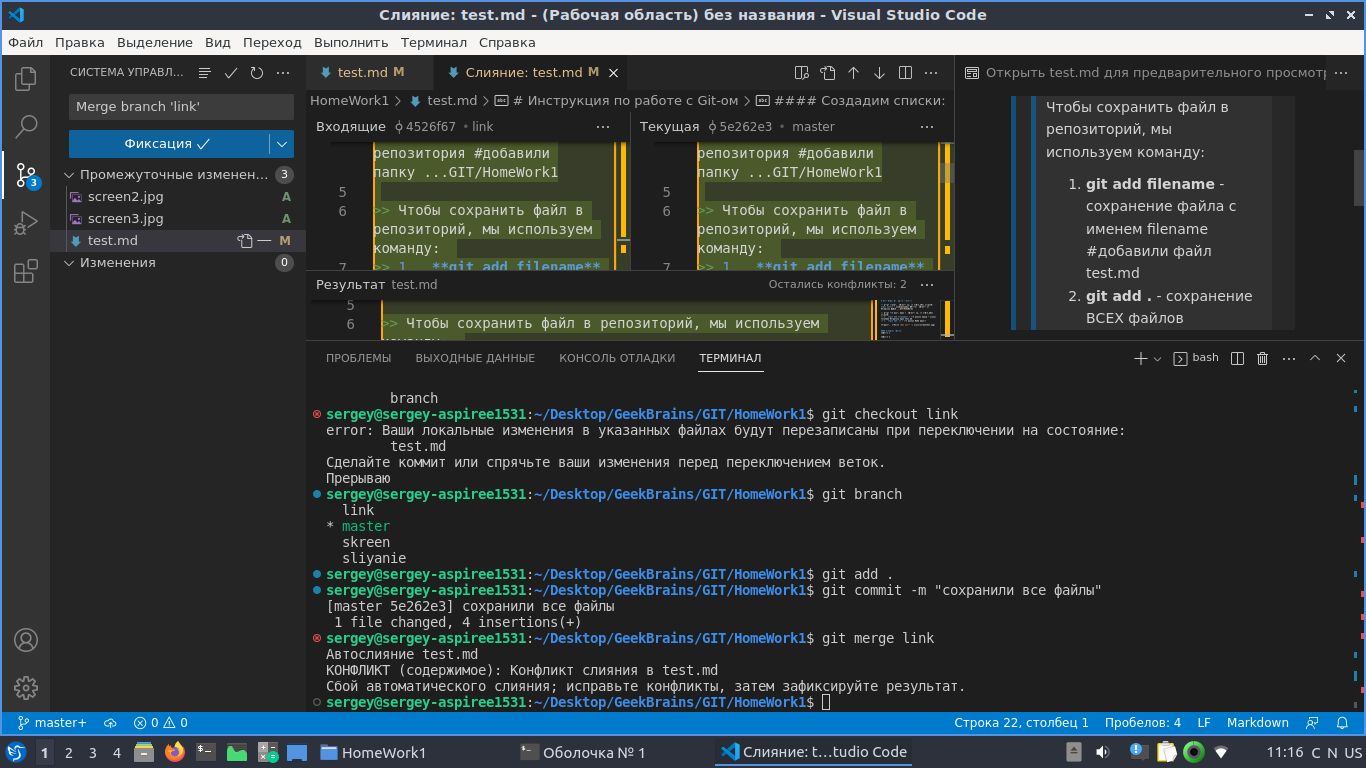 Слияние: test.md - (Рабочая область) без названия - Visual Studio Code
Файл Правка Выделение Вид Переход Выполнить Терминал Справка
СИСТЕМА УПРАВЛ...
Merge branch 'link'
Фиксация
Промежуточные изменен... 3
screen2.jpg A
screen3.jpg A
test.md M
Изменения 0
3
test.md M
Слияние: test.md M
HomeWork1 > test.md > # Инструкция по работе с Git-ом > #### Создадим списки:
Входящие 4526f67 • link
репозитория #добавили
папку ...GIT/HomeWork1
5
6 >> Чтобы сохранить файл в
репозиторий, мы используем
команду:
7 >> 1. **git add filename**
Текущая 5e262e3 • master
репозитория #добавили
папку ...GIT/HomeWork1
5
6 >> Чтобы сохранить файл в
репозиторий, мы используем
команду:
7 >> 1. **git add filename**
Результат test.md Остались конфликты: 2
5
6 >> Чтобы сохранить файл в репозиторий, мы используем
Открыть test.md для предварительного просмотр
Чтобы сохранить файл в
репозиторий, мы
используем команду:
1. git add filename -
сохранение файла с
именем filename
#добавили файл
test.md
2. git add . - сохранение
ВСЕХ файлов
ПРОБЛЕМЫ ВЫХОДНЫЕ ДАННЫЕ КОНСОЛЬ ОТЛАДКИ ТЕРМИНАЛ
bash
branch
sergey@sergey-aspiree1531:~/Desktop/GeekBrains/GIT/HomeWork1$ git checkout link
error: Ваши локальные изменения в указанных файлах будут перезаписаны при переключении на состояние:
test.md
Сделайте коммит или спрячьте ваши изменения перед переключением веток.
Прерываю
sergey@sergey-aspiree1531:~/Desktop/GeekBrains/GIT/HomeWork1$ git branch
link
* master
skreen
sliyanie
sergey@sergey-aspiree1531:~/Desktop/GeekBrains/GIT/HomeWork1$ git add .
sergey@sergey-aspiree1531:~/Desktop/GeekBrains/GIT/HomeWork1$ git commit -m "сохранили все файлы"
[master 5e262e3] сохранили все файлы
1 file changed, 4 insertions(+)
sergey@sergey-aspiree1531:~/Desktop/GeekBrains/GIT/HomeWork1$ git merge link
Автослияние test.md
КОНФЛИКТ (содержимое): Конфликт слияния в test.md
Сбой автоматического слияния; исправьте конфликты, затем зафиксируйте результат.
sergey@sergey-aspiree1531:~/Desktop/GeekBrains/GIT/HomeWork1$
master+ 0 0 Строка 22, столбец 1 Пробелов: 4 LF Markdown
1 2 3 4 HomeWork1 Оболочка № 1 Слияние: t...tudio Code 11:16 C N US